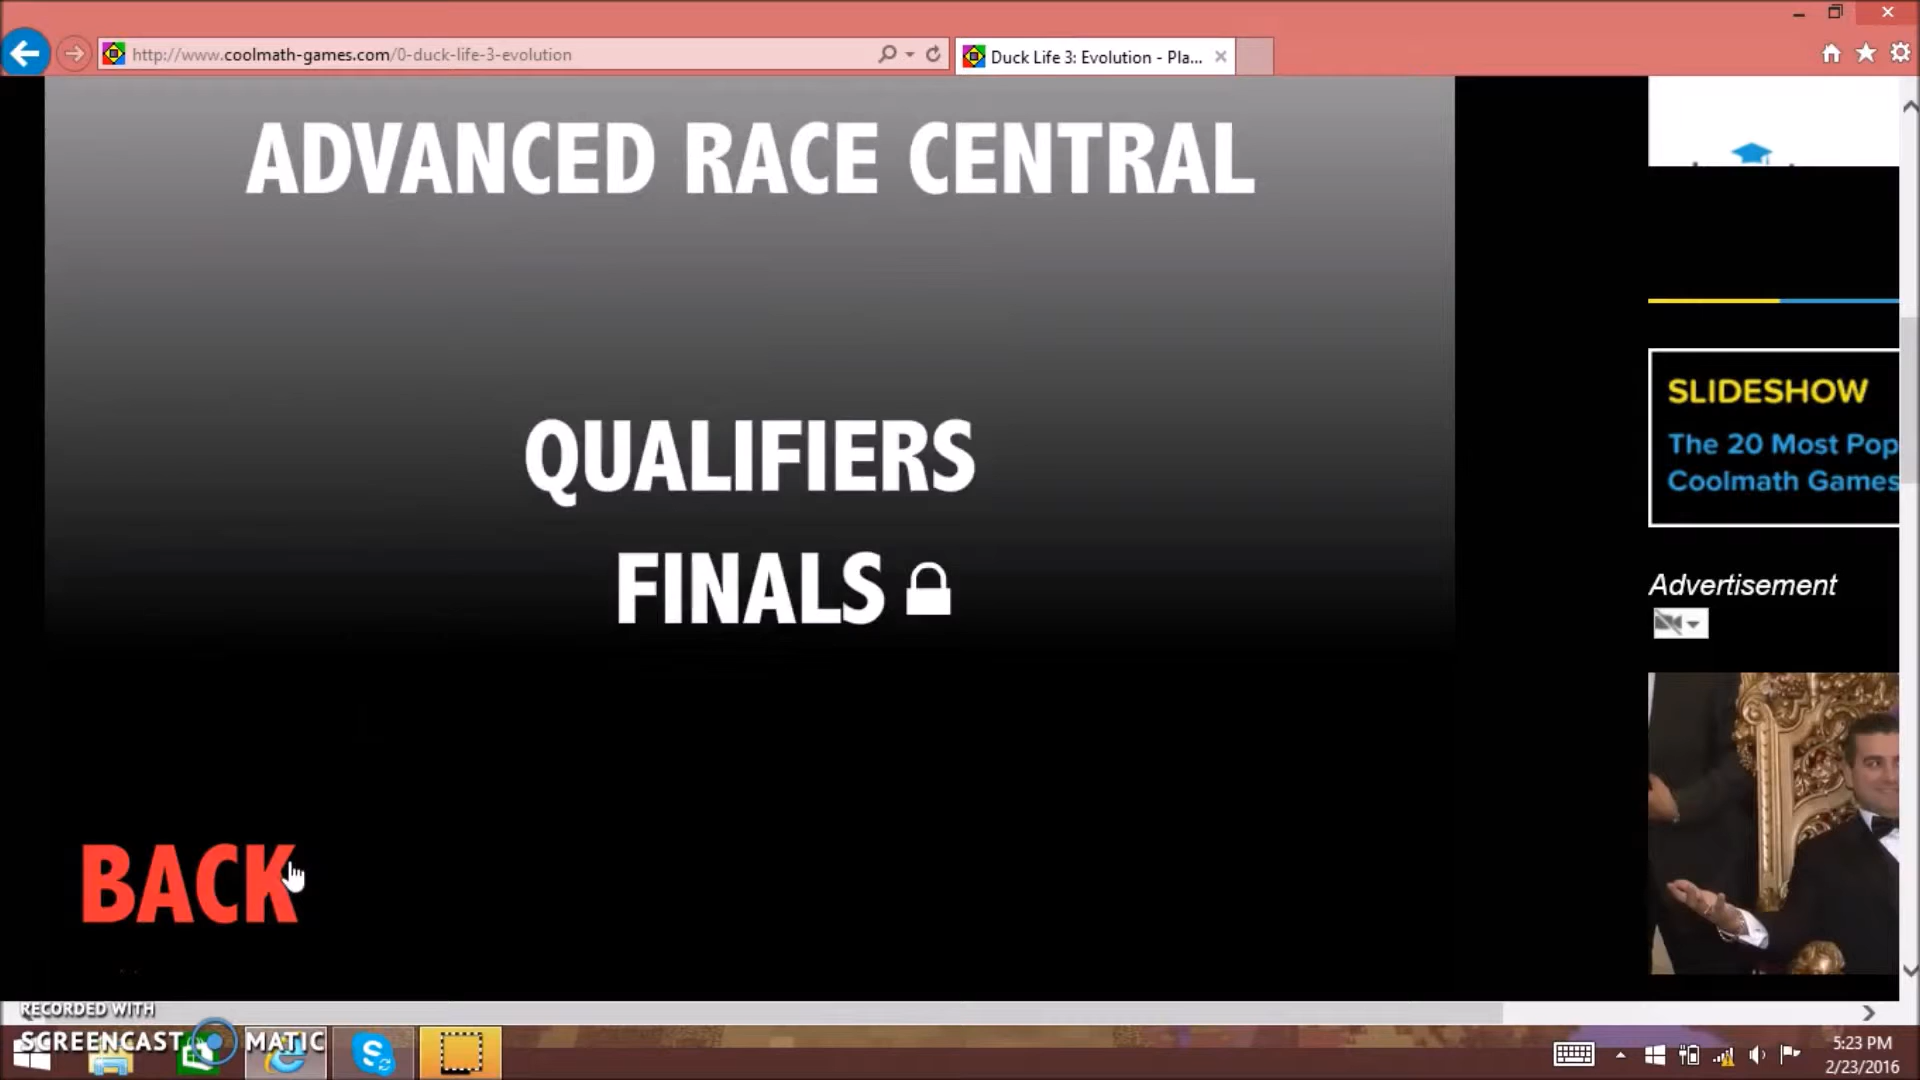 http://www.coolmath-games.com/0-duck-life-3-evolution
Duck Life 3: Evolution - Pla...
ADVANCED RACE CENTRAL
QUALIFIERS
FINALS
BACK
SLIDESHOW
The 20 Most Pop
Coolmath Games
Advertisement
RECORDED WITH
SCREENCAST MATIC
5:23 PM
2/23/2016